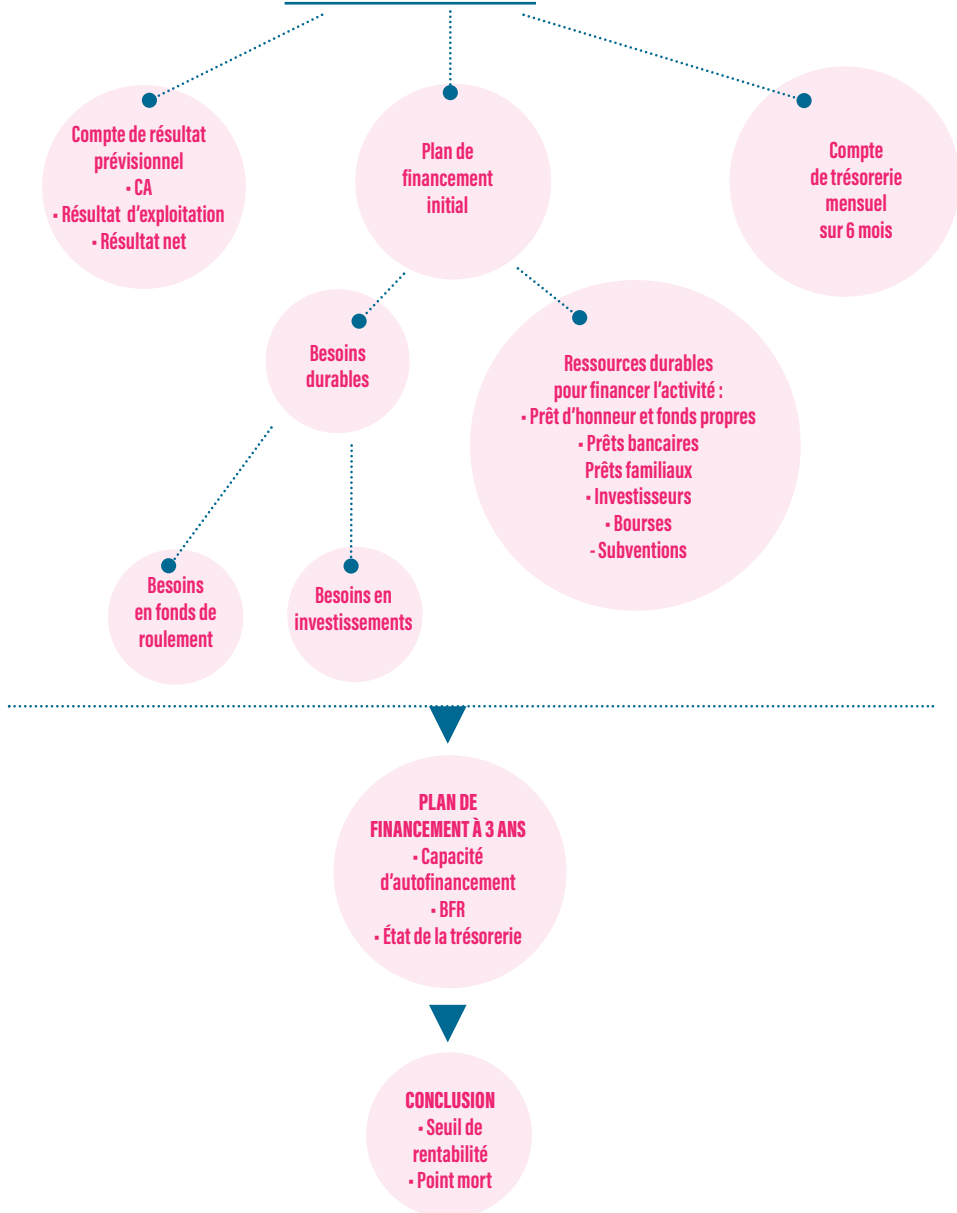 Compte de résultat
prévisionnel
• CA
• Résultat d'exploitation
• Résultat net
Plan de
financement
initial
Compte
de trésorerie
mensuel
sur 6 mois
Besoins
durables
Ressources durables
pour financer l'activité :
• Prêt d'honneur et fonds propres
• Prêts bancaires
Prêts familiaux
• Investisseurs
• Bourses
- Subventions
Besoins
en fonds de
roulement
Besoins en
investissements
PLAN DE
FINANCEMENT À 3 ANS
• Capacité
d'autofinancement
• BFR
• État de la trésorerie
CONCLUSION
• Seuil de
rentabilité
• Point mort